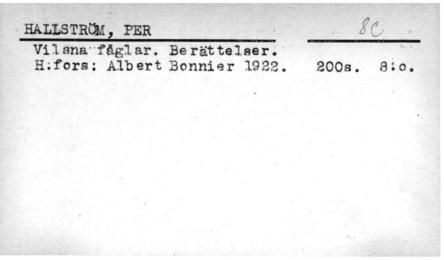 HALLSTRÖM, PER 8C
Vilsna fåglar. Berättelser.
H:fors: Albert Bonnier 1922. 200s. 8:o.